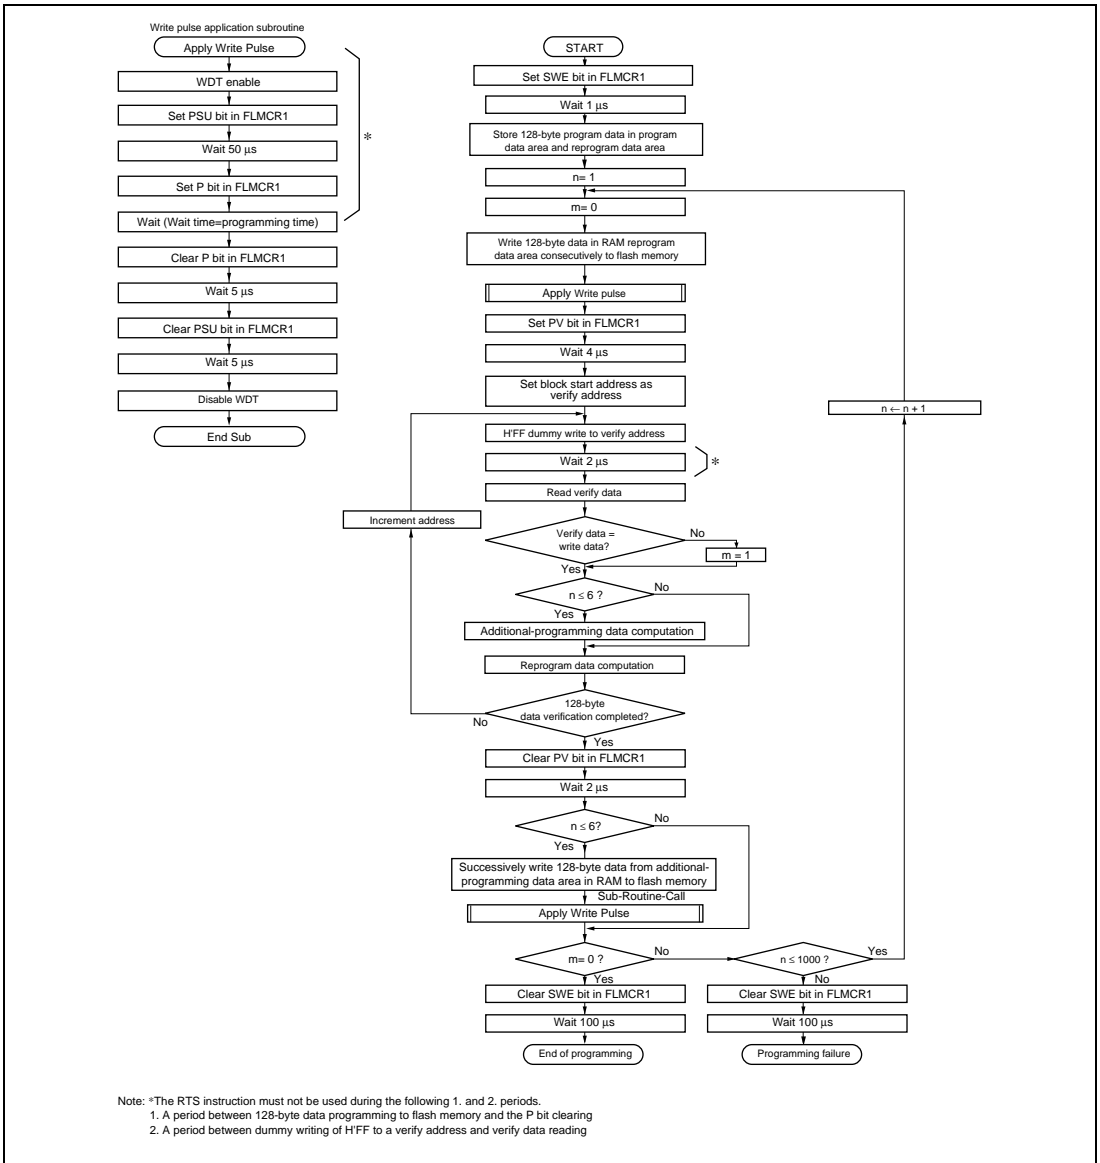 Write pulse application subroutine
Apply Write Pulse
WDT enable
Set PSU bit in FLMCR1
Wait 50 µs
Set P bit in FLMCR1
Wait (Wait time=programming time)
Clear P bit in FLMCR1
Wait 5 µs
Clear PSU bit in FLMCR1
Wait 5 µs
Disable WDT
End Sub
*
START
Set SWE bit in FLMCR1
Wait 1 µs
Store 128-byte program data in program
data area and reprogram data area
n= 1
m= 0
Write 128-byte data in RAM reprogram
data area consecutively to flash memory
Apply Write pulse
Set PV bit in FLMCR1
Wait 4 µs
Set block start address as
verify address
n ← n + 1
H'FF dummy write to verify address
Wait 2 µs
*
Read verify data
Increment address
Verify data =
write data?
No
m = 1
Yes
n ≤ 6 ?
No
Yes
Additional-programming data computation
Reprogram data computation
128-byte
data verification completed?
No
Yes
Clear PV bit in FLMCR1
Wait 2 µs
n ≤ 6?
No
Yes
Successively write 128-byte data from additional-
programming data area in RAM to flash memory
Sub-Routine-Call
Apply Write Pulse
m= 0 ?
No
n ≤ 1000 ?
Yes
Yes
No
Clear SWE bit in FLMCR1
Clear SWE bit in FLMCR1
Wait 100 µs
Wait 100 µs
End of programming
Programming failure
Note: *The RTS instruction must not be used during the following 1. and 2. periods.
1. A period between 128-byte data programming to flash memory and the P bit clearing
2. A period between dummy writing of H'FF to a verify address and verify data reading